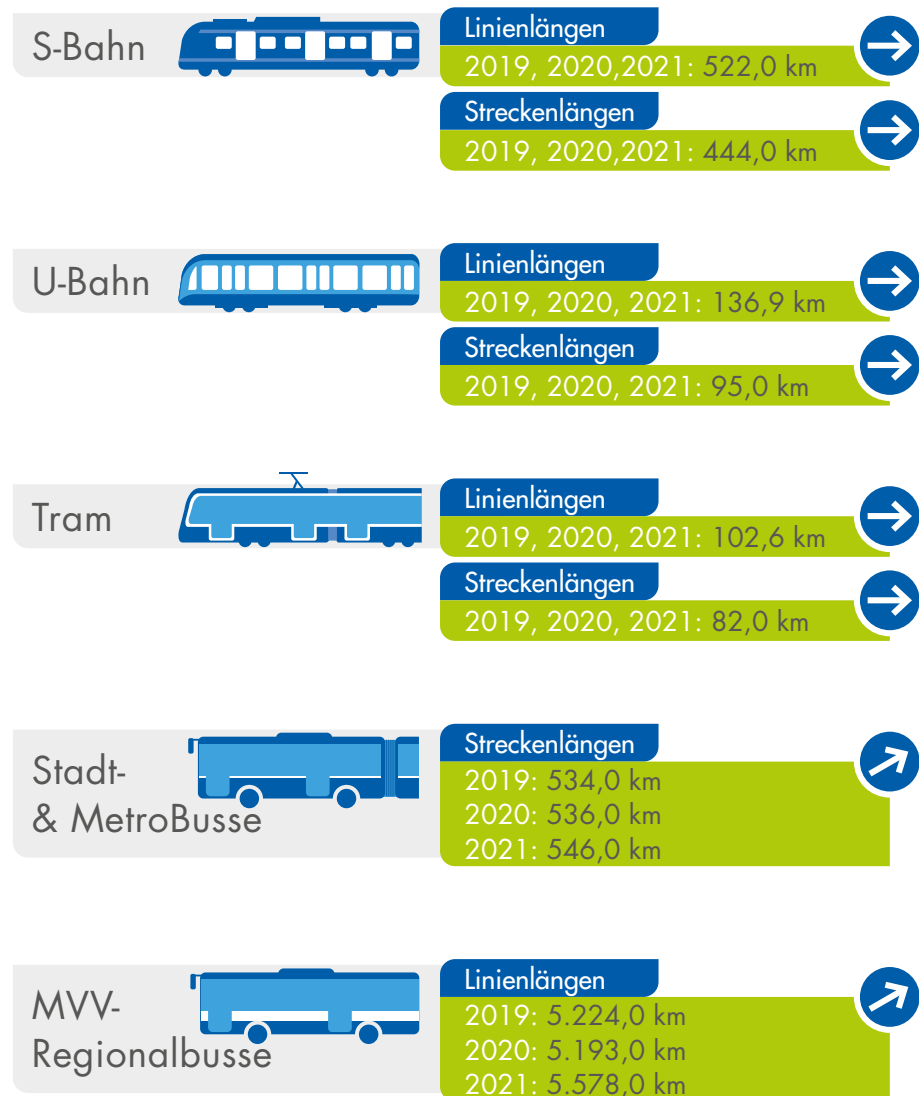 S-Bahn
Linienlängen
2019, 2020,2021: 522,0 km
Streckenlängen
2019, 2020,2021: 444,0 km
U-Bahn
Linienlängen
2019, 2020, 2021: 136,9 km
Streckenlängen
2019, 2020, 2021: 95,0 km
Tram
Linienlängen
2019, 2020, 2021: 102,6 km
Streckenlängen
2019, 2020, 2021: 82,0 km
Stadt-
& MetroBusse
Streckenlängen
2019: 534,0 km
2020: 536,0 km
2021: 546,0 km
MVV-
Regionalbusse
Linienlängen
2019: 5.224,0 km
2020: 5.193,0 km
2021: 5.578,0 km